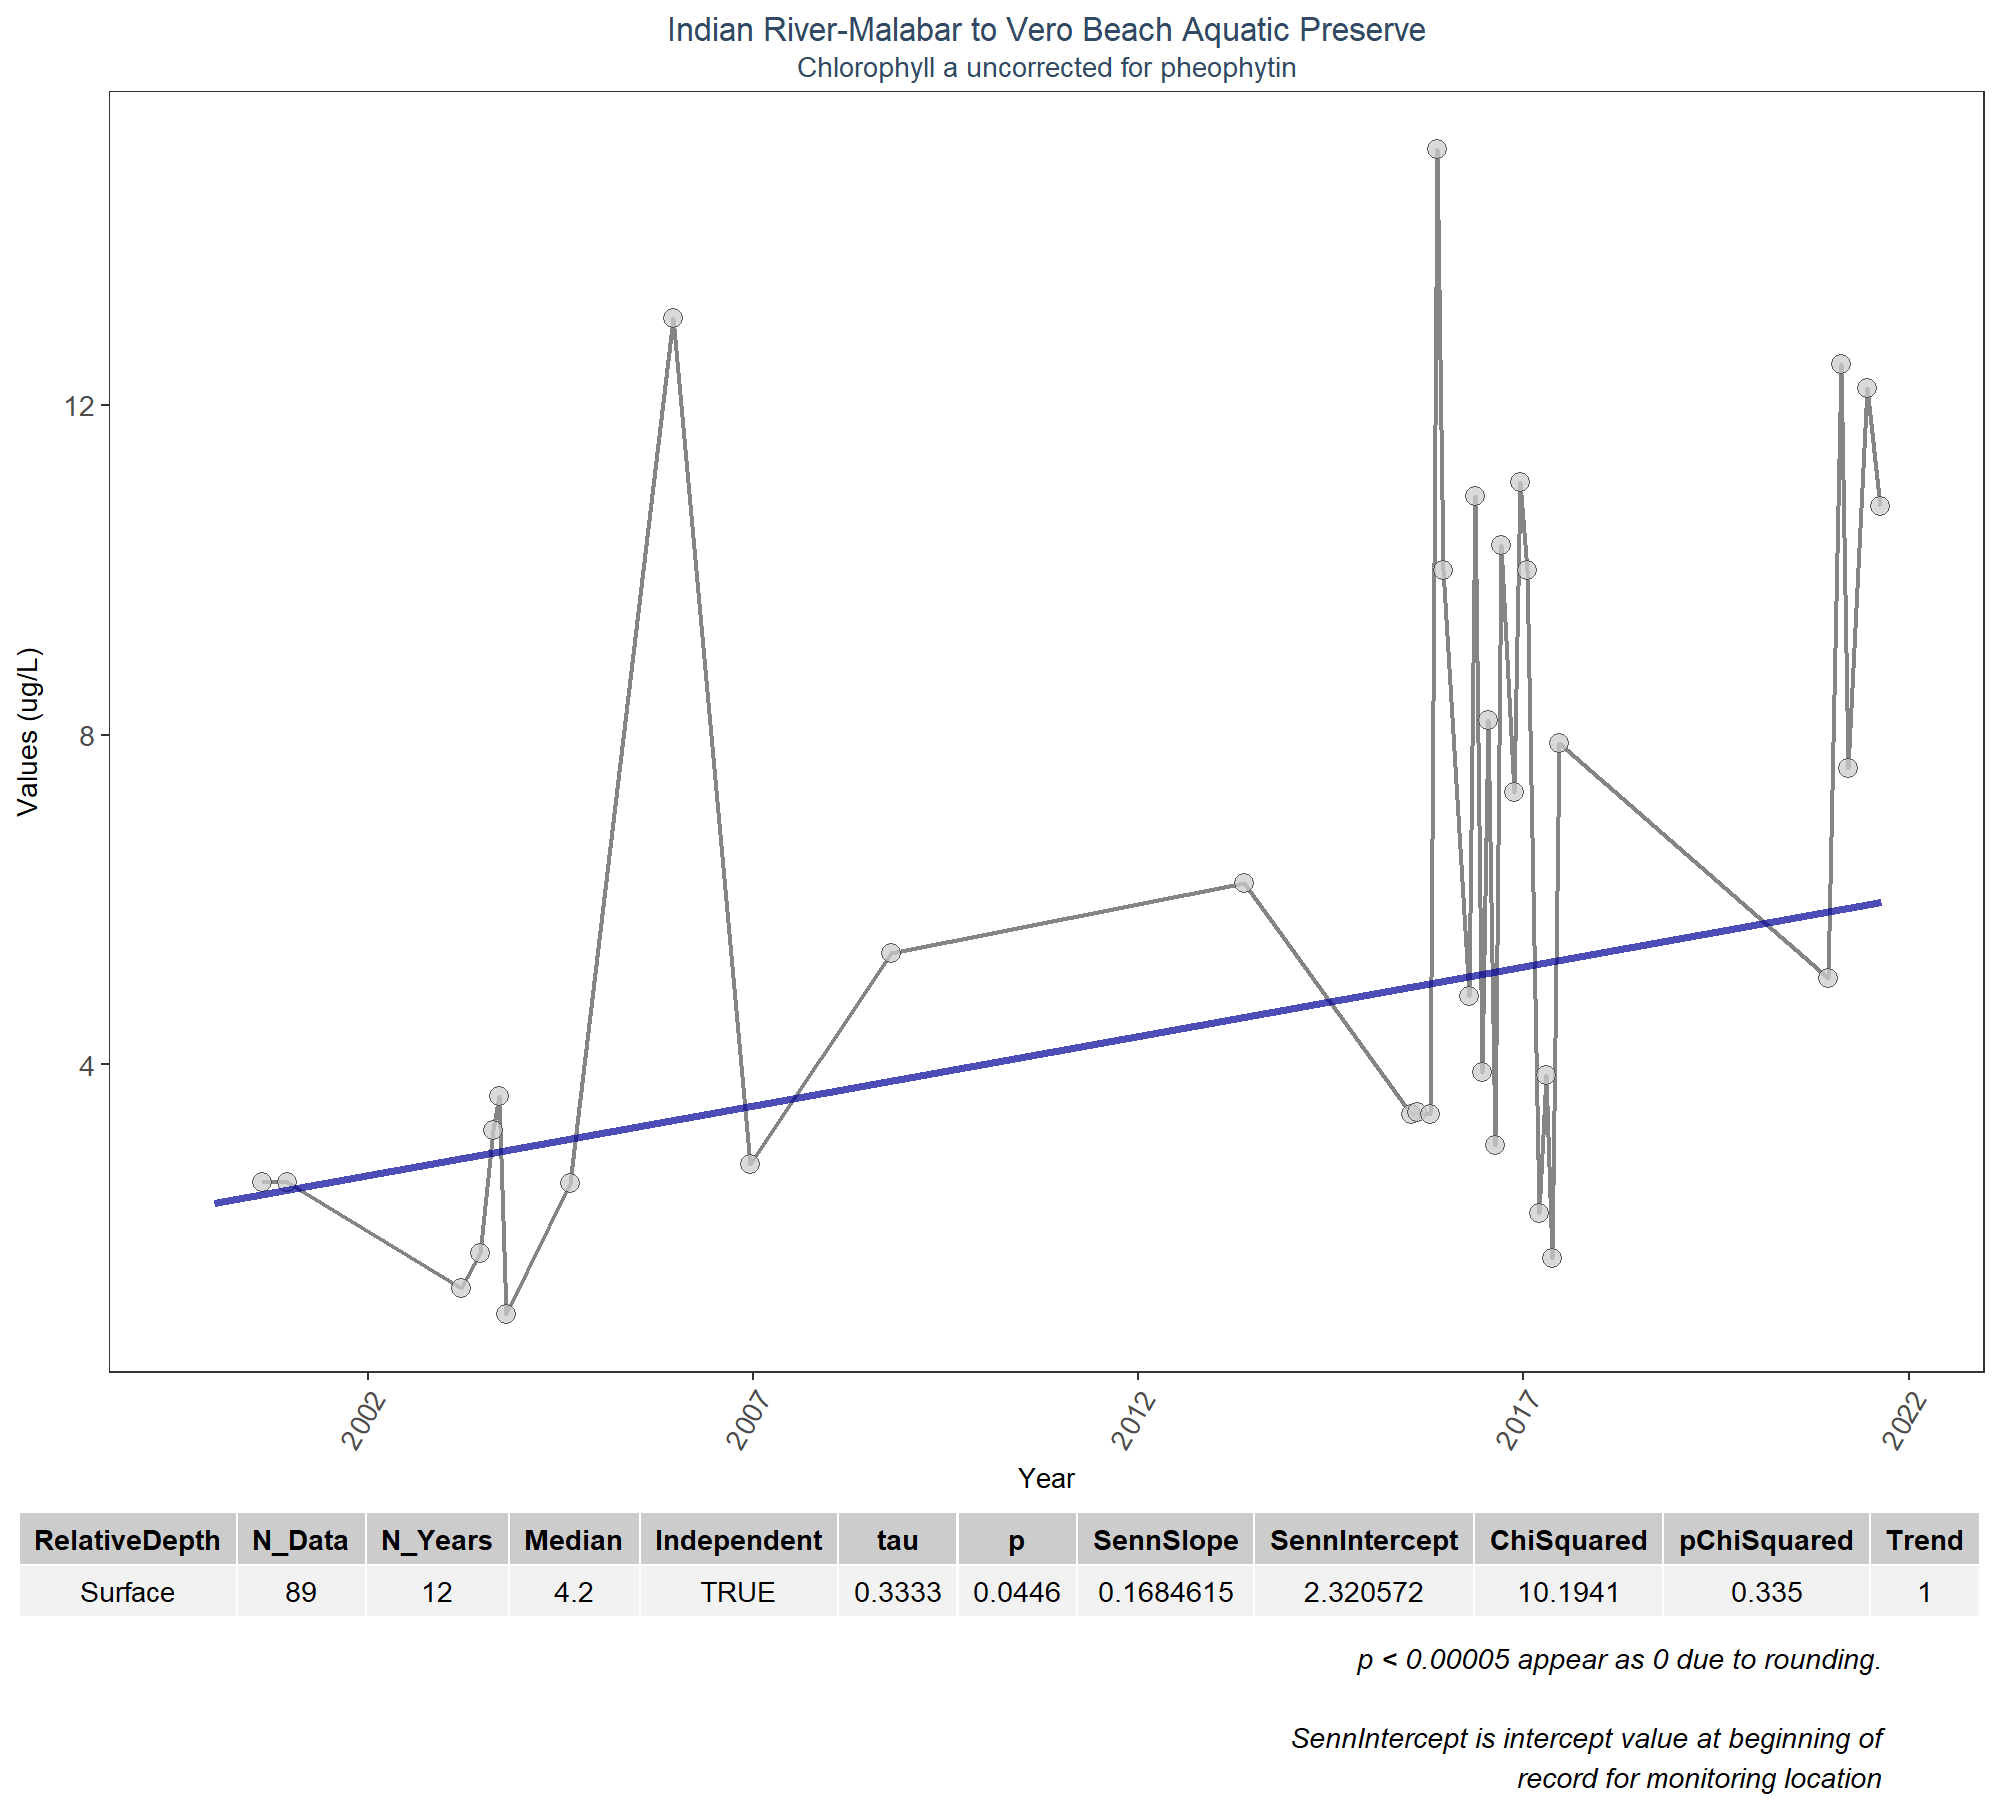 Indian River-Malabar to Vero Beach Aquatic Preserve
Chlorophyll a uncorrected for pheophytin
Values (ug/L)
12
8
4
2002 2007 2012 2017 2022
Year
RelativeDepth N_Data N_Years Median Independent tau p SennSlope SennIntercept ChiSquared pChiSquared Trend
Surface 89 12 4.2 TRUE 0.3333 0.0446 0.1684615 2.320572 10.1941 0.335 1
p < 0.00005 appear as 0 due to rounding.
SennIntercept is intercept value at beginning of
record for monitoring location